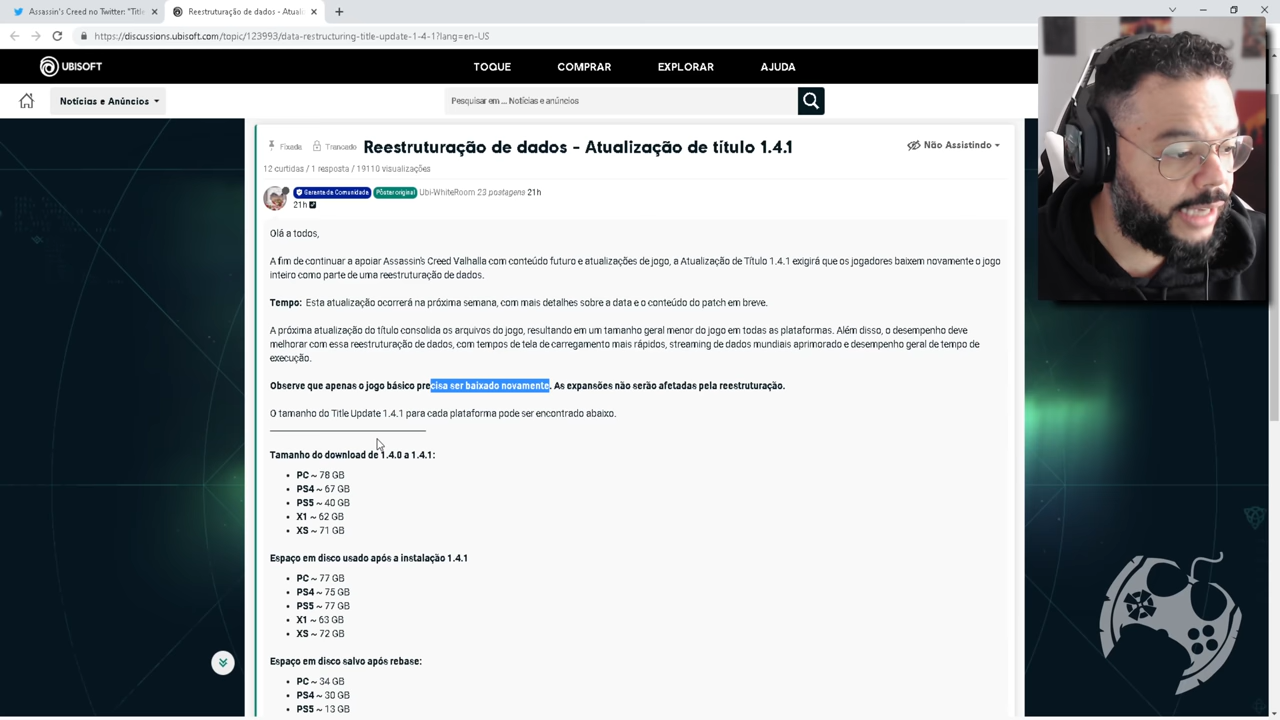 Assassin's Creed no Twitter: "Title
Reestruturação de dados - Atual
https://discussions.ubisoft.com/topic/123993/data-restructuring-title-update-1-4-1?lang=en-US
UBISOFT
TOQUE
COMPRAR
EXPLORAR
AJUDA
Notícias e Anúncios
Pesquisar em ... Notícias e anúncios
Fixada
Trancado
Reestruturação de dados - Atualização de título 1.4.1
Não Assistindo
12 curtidas / 1 resposta / 19110 visualizações
Gerente de Comunidade Pôster original Ubi-WhiteRoom 23 postagens 21h
21h
Olá a todos,
A fim de continuar a apoiar Assassin's Creed Valhalla com conteúdo futuro e atualizações de jogo, a Atualização de Título 1.4.1 exigirá que os jogadores baixem novamente o jogo
inteiro como parte de uma reestruturação de dados.
Tempo: Esta atualização ocorrerá na próxima semana, com mais detalhes sobre a data e o conteúdo do patch em breve.
A próxima atualização do título consolida os arquivos do jogo, resultando em um tamanho geral menor do jogo em todas as plataformas. Além disso, o desempenho deve
melhorar com essa reestruturação de dados, com tempos de tela de carregamento mais rápidos, streaming de dados mundiais aprimorado e desempenho geral de tempo de
execução.
Observe que apenas o jogo básico precisa ser baixado novamente. As expansões não serão afetadas pela reestruturação.
O tamanho do Title Update 1.4.1 para cada plataforma pode ser encontrado abaixo.
Tamanho do download de 1.4.0 a 1.4.1:
PC ~ 78 GB
PS4 ~ 67 GB
PS5 ~ 40 GB
X1 ~ 62 GB
XS ~ 71 GB
Espaço em disco usado após a instalação 1.4.1
PC ~ 77 GB
PS4 ~ 75 GB
PS5 ~ 77 GB
X1 ~ 63 GB
XS ~ 72 GB
Espaço em disco salvo após rebase:
PC ~ 34 GB
PS4 ~ 30 GB
PS5 ~ 13 GB